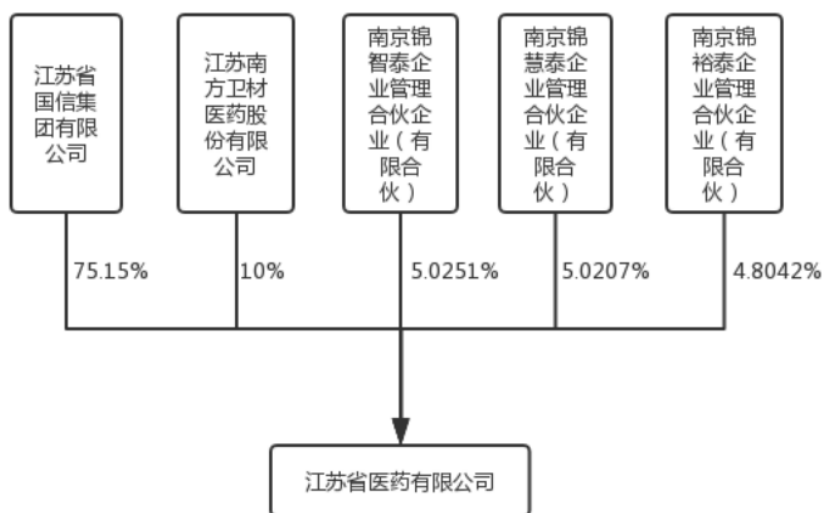 江苏省
国信集
团有限
公司
江苏南
方卫材
医药股
份有限
公司
南京锦
智泰企
业管理
合伙企
业（有
限合
伙）
南京锦
慧泰企
业管理
合伙企
业（有
限合
伙）
南京锦
裕泰企
业管理
合伙企
业（有
限合
伙）
75.15%
10%
5.0251%
5.0207%
4.8042%
江苏省医药有限公司